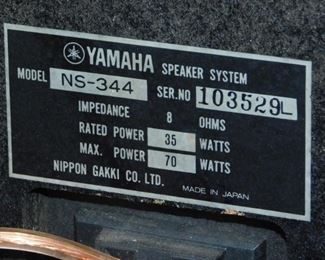 YAMAHA SPEAKER SYSTEM
MODEL NS-344 SER.NO 103529L
IMPEDANCE 8 OHMS
RATED POWER 35 WATTS
MAX. POWER 70 WATTS
NIPPON GAKKI CO. LTD. MADE IN JAPAN